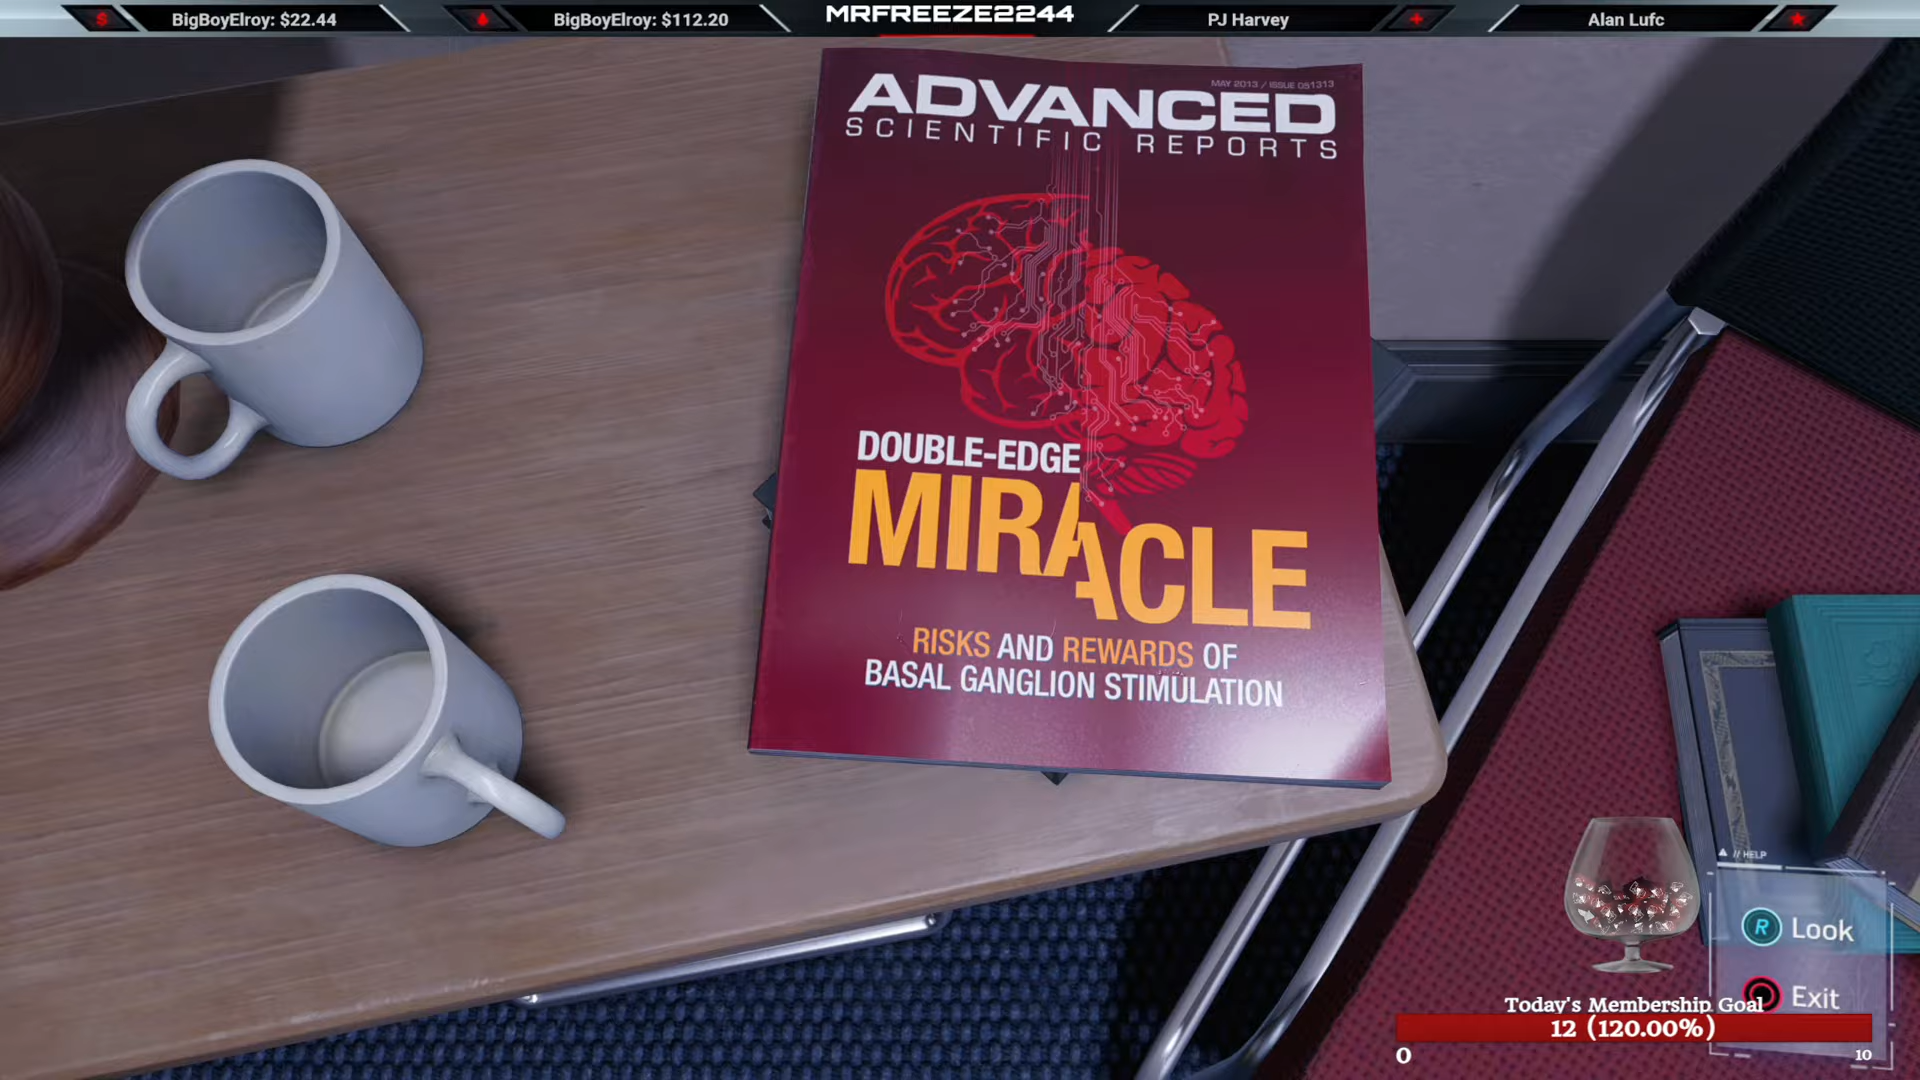 BigBoyElroy: $22.44
BigBoyElroy: $112.20
MRFREEZE2244
PJ Harvey
Alan Lufc
MAY 2013 / ISSUE 051313
ADVANCED
SCIENTIFIC REPORTS
DOUBLE-EDGE
MIRACLE
RISKS AND REWARDS OF
BASAL GANGLION STIMULATION
// HELP
R Look
Exit
Today's Membership Goal
12 (120.00%)
0
10